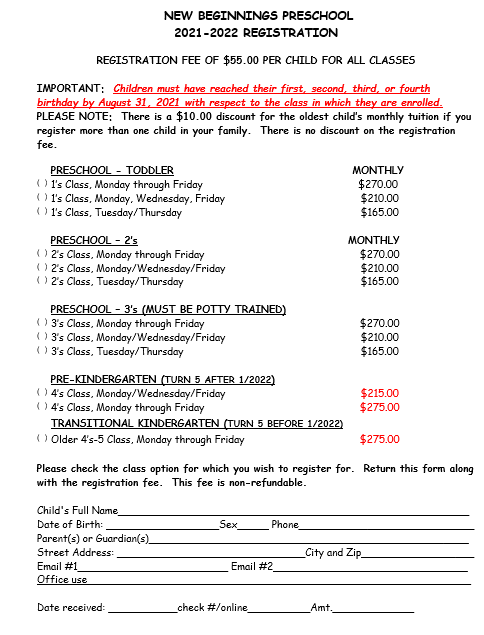 NEW BEGINNINGS PRESCHOOL
2021-2022 REGISTRATION
REGISTRATION FEE OF $55.00 PER CHILD FOR ALL CLASSES
IMPORTANT: Children must have reached their first, second, third, or fourth
birthday by August 31, 2021 with respect to the class in which they are enrolled.
PLEASE NOTE: There is a $10.00 discount for the oldest child's monthly tuition if you
register more than one child in your family. There is no discount on the registration
fee.
PRESCHOOL - TODDLER MONTHLY
( ) 1's Class, Monday through Friday $270.00
( ) 1's Class, Monday, Wednesday, Friday $210.00
( ) 1's Class, Tuesday/Thursday $165.00
PRESCHOOL – 2's MONTHLY
( ) 2's Class, Monday through Friday $270.00
( ) 2's Class, Monday/Wednesday/Friday $210.00
( ) 2's Class, Tuesday/Thursday $165.00
PRESCHOOL – 3's (MUST BE POTTY TRAINED)
( ) 3's Class, Monday through Friday $270.00
( ) 3's Class, Monday/Wednesday/Friday $210.00
( ) 3's Class, Tuesday/Thursday $165.00
PRE-KINDERGARTEN (TURN 5 AFTER 1/2022)
( ) 4's Class, Monday/Wednesday/Friday $215.00
( ) 4's Class, Monday through Friday $275.00
TRANSITIONAL KINDERGARTEN (TURN 5 BEFORE 1/2022)
( ) Older 4's-5 Class, Monday through Friday $275.00
Please check the class option for which you wish to register for. Return this form along
with the registration fee. This fee is non-refundable.
Child's Full Name
Date of Birth: Sex Phone
Parent(s) or Guardian(s)
Street Address: City and Zip
Email #1 Email #2
Office use
Date received: check #/online Amt.